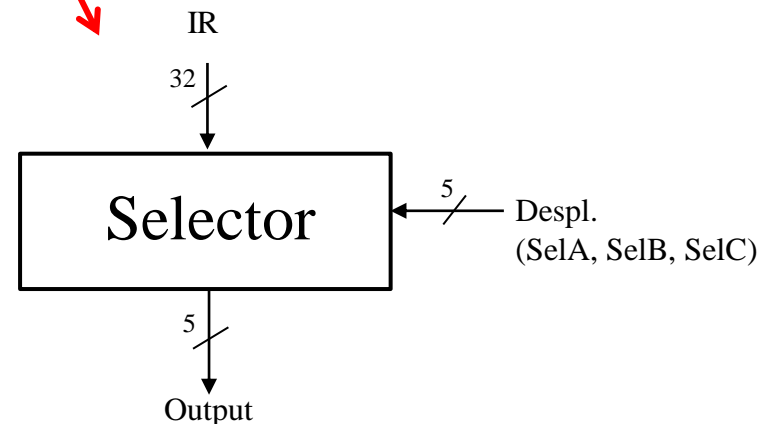 IR
32
Selector
5
Despl.
(SelA, SelB, SelC)
5
Output